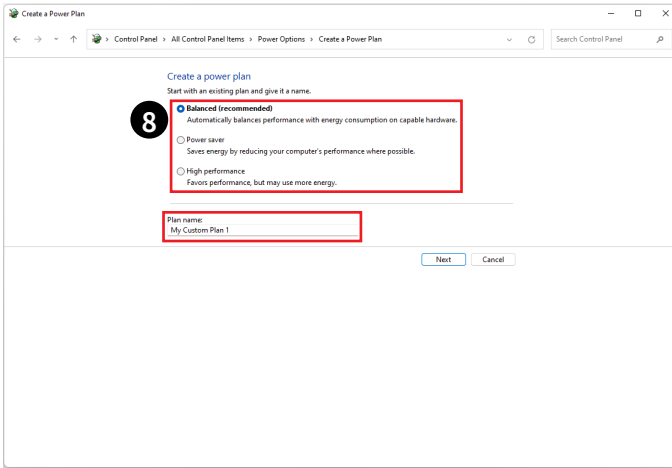 Create a Power Plan
Control Panel > All Control Panel Items > Power Options > Create a Power Plan
Search Control Panel
Create a power plan
Start with an existing plan and give it a name.
8
Balanced (recommended)
Automatically balances performance with energy consumption on capable hardware.
Power saver
Saves energy by reducing your computer's performance where possible.
High performance
Favors performance, but may use more energy.
Plan name:
My Custom Plan 1
Next Cancel